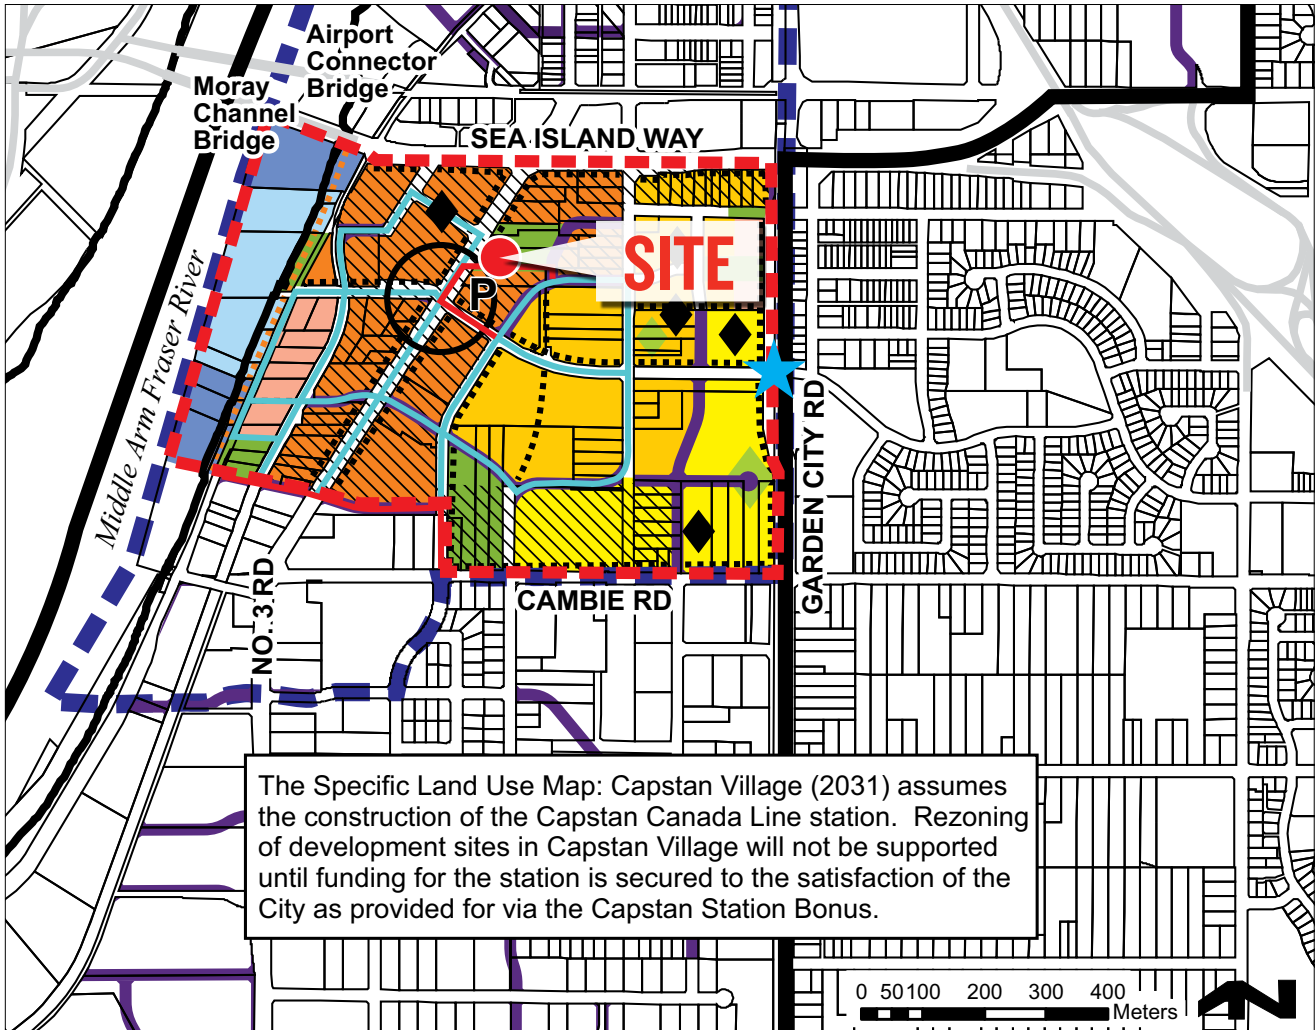 Airport
Connector
Bridge
Moray
Channel
Bridge
SEA ISLAND WAY
SITE
P
Middle Arm Fraser River
GARDEN CITY RD
NO. 3 RD
CAMBIE RD
The Specific Land Use Map: Capstan Village (2031) assumes
the construction of the Capstan Canada Line station. Rezoning
of development sites in Capstan Village will not be supported
until funding for the station is secured to the satisfaction of the
City as provided for via the Capstan Station Bonus.
0 50 100 200 300 400
Meters